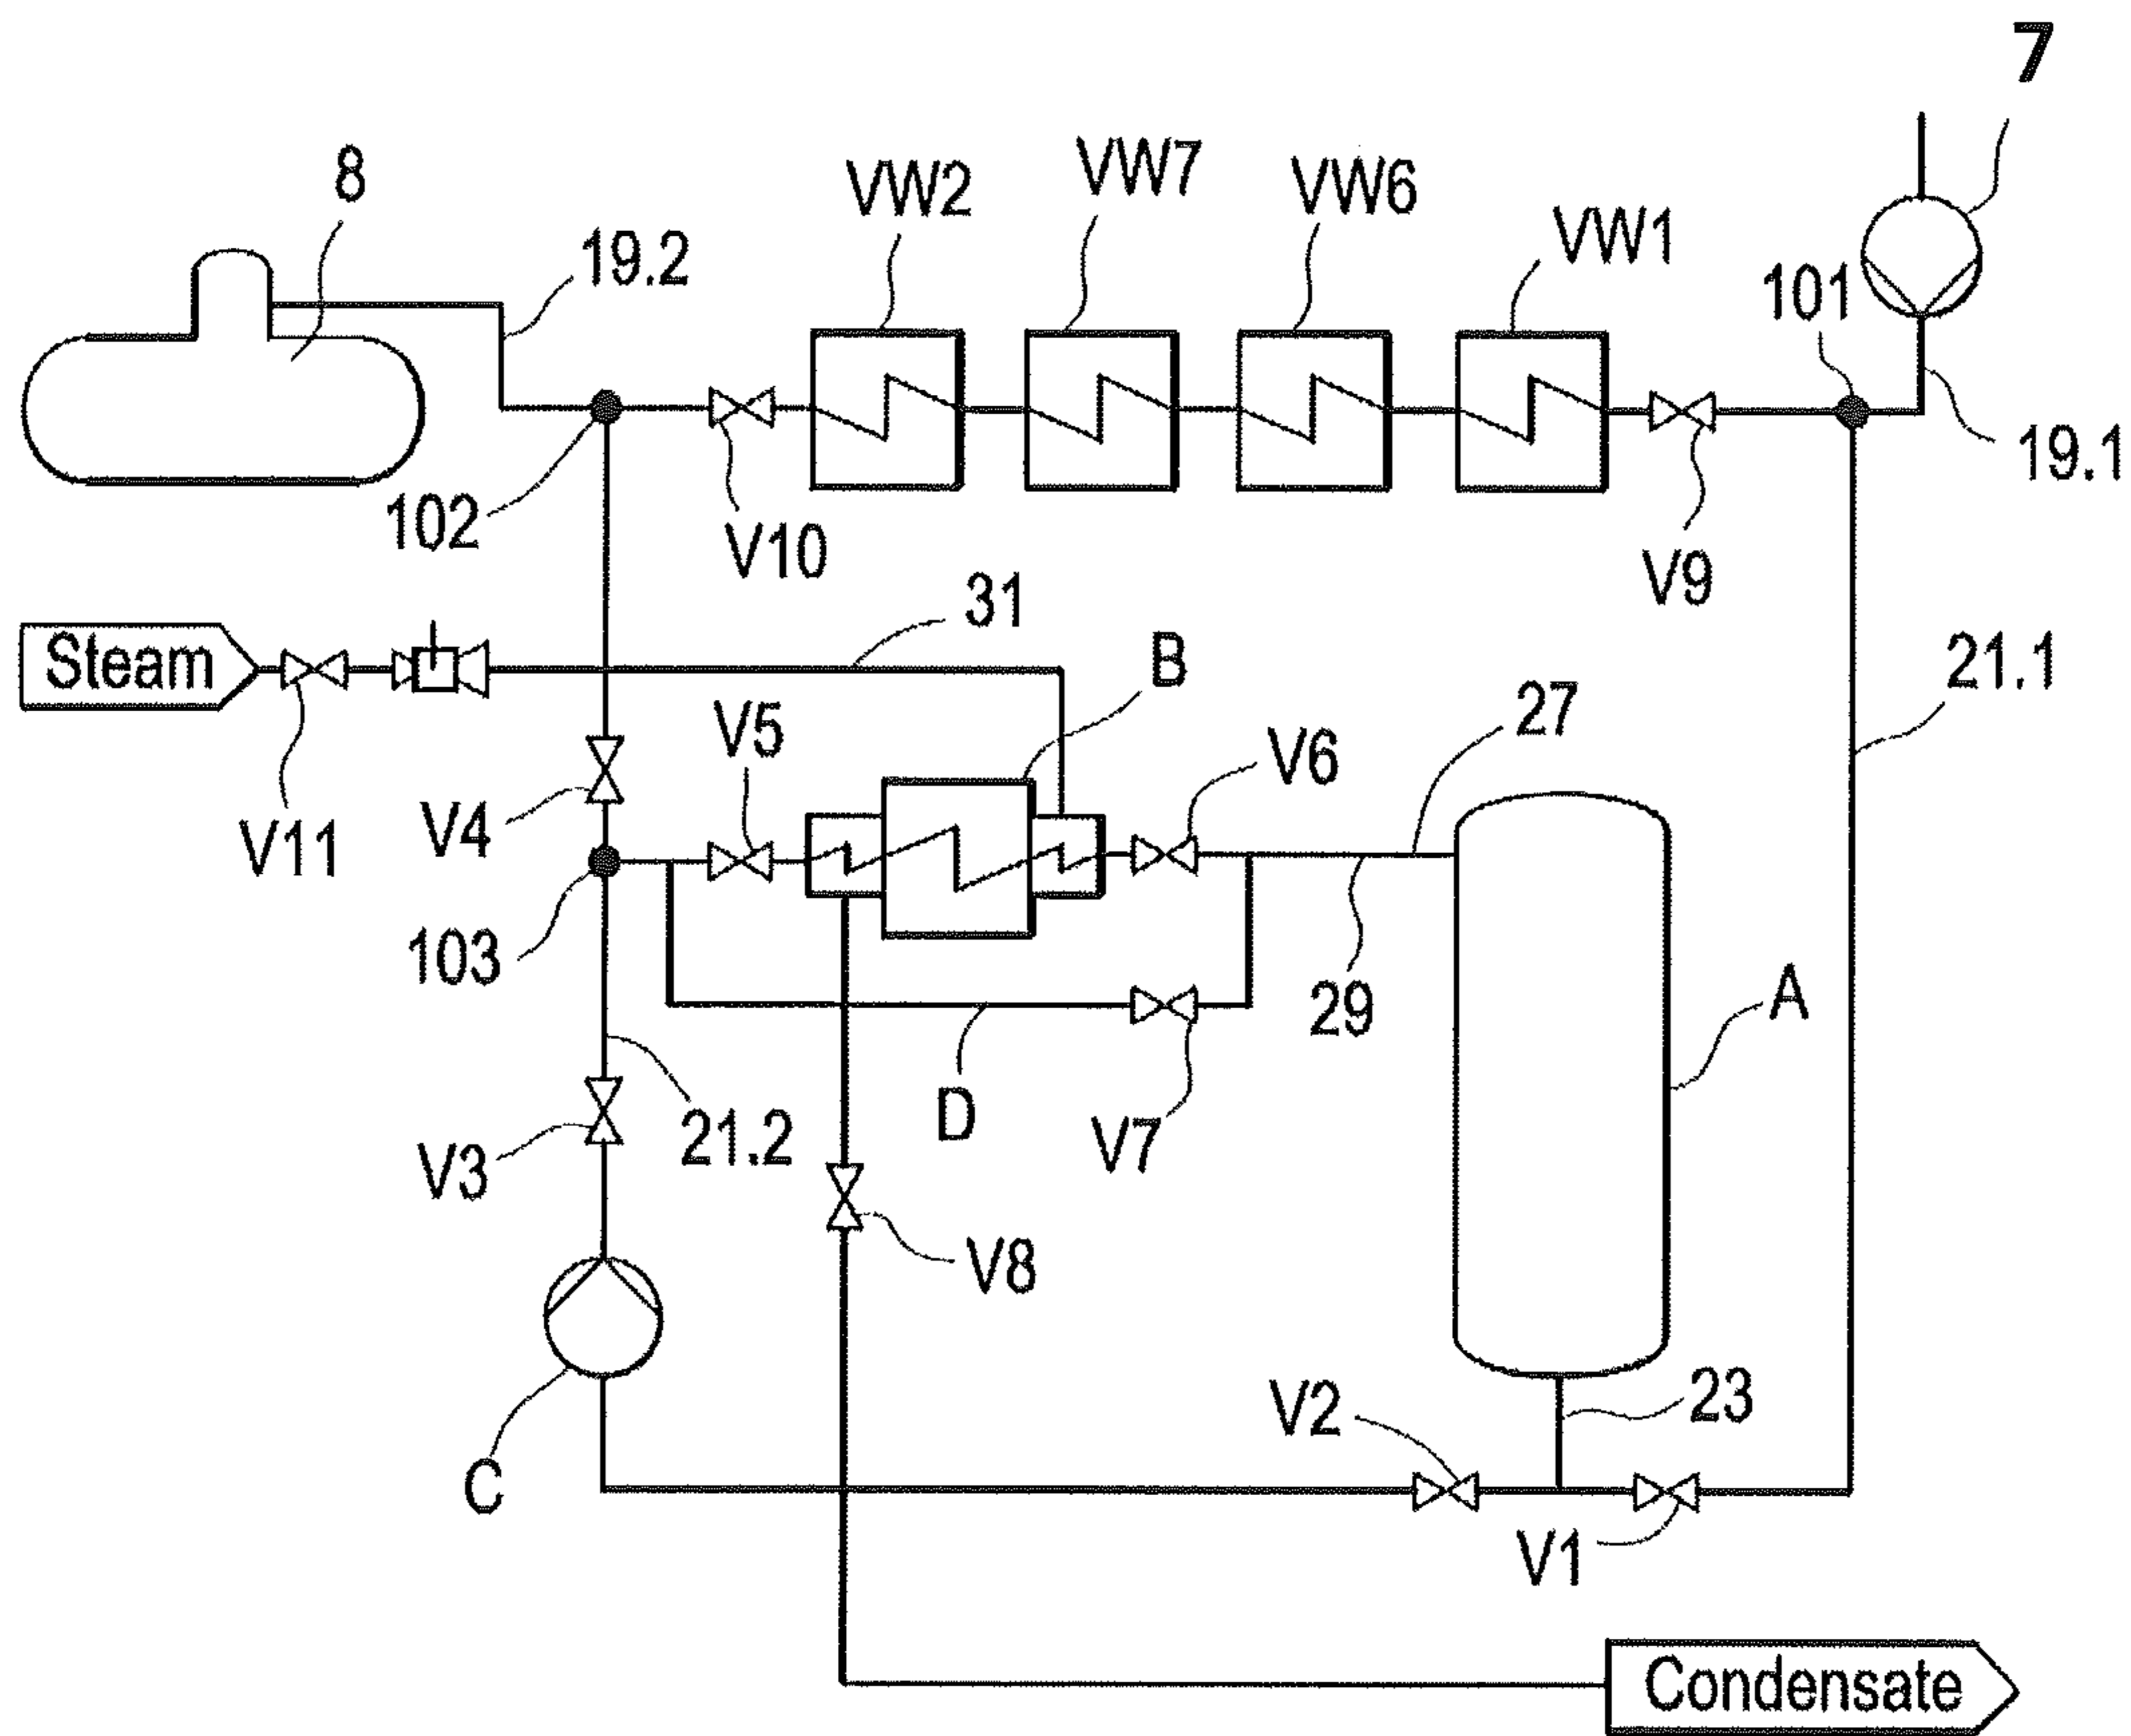 7
8
VW2
VW7
VW6
VW1
19.2
101
102
V10
V9
19.1
31
Steam
B
27
21.1
V5
V6
V11
V4
103
29
A
D
V7
21.2
V3
V8
V2
23
C
V1
Condensate